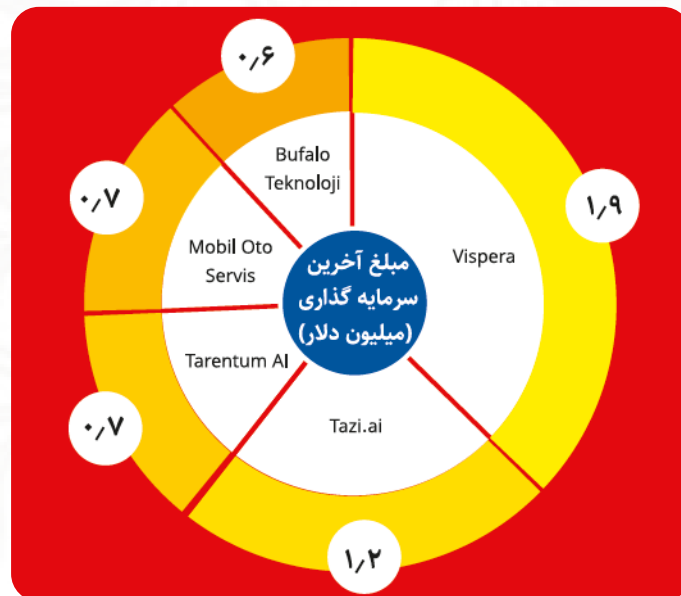 ۰٫۶
Bufalo
Teknoloji
۰٫۷
Mobil Oto
Servis
۱٫۹
Vispera
مبلغ آخرین
سرمایه گذاری
(میلیون دلار)
Tarentum AI
۰٫۷
Tazi.ai
۱٫۲